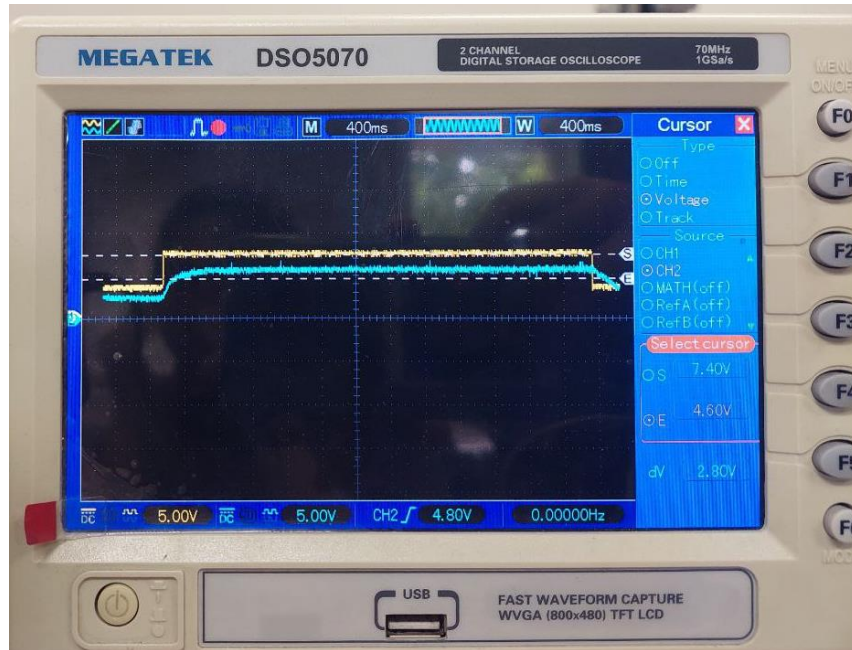 MEGATEK DSO5070
2 CHANNEL
DIGITAL STORAGE OSCILLOSCOPE
70MHz
1GSa/s
MENU
ON/OFF
M 400ms W 400ms
Cursor X
Type
Off
Time
Voltage
Track
Source
CH1
CH2
MATH(off)
RefA(off)
RefB(off)
Select cursor
S 7.40V
E 4.60V
dV 2.80V
S
E
F0
F1
F2
F3
F4
F5
DC 5.00V DC 5.00V CH2 4.80V 0.00000Hz
USB
FAST WAVEFORM CAPTURE
WVGA (800x480) TFT LCD